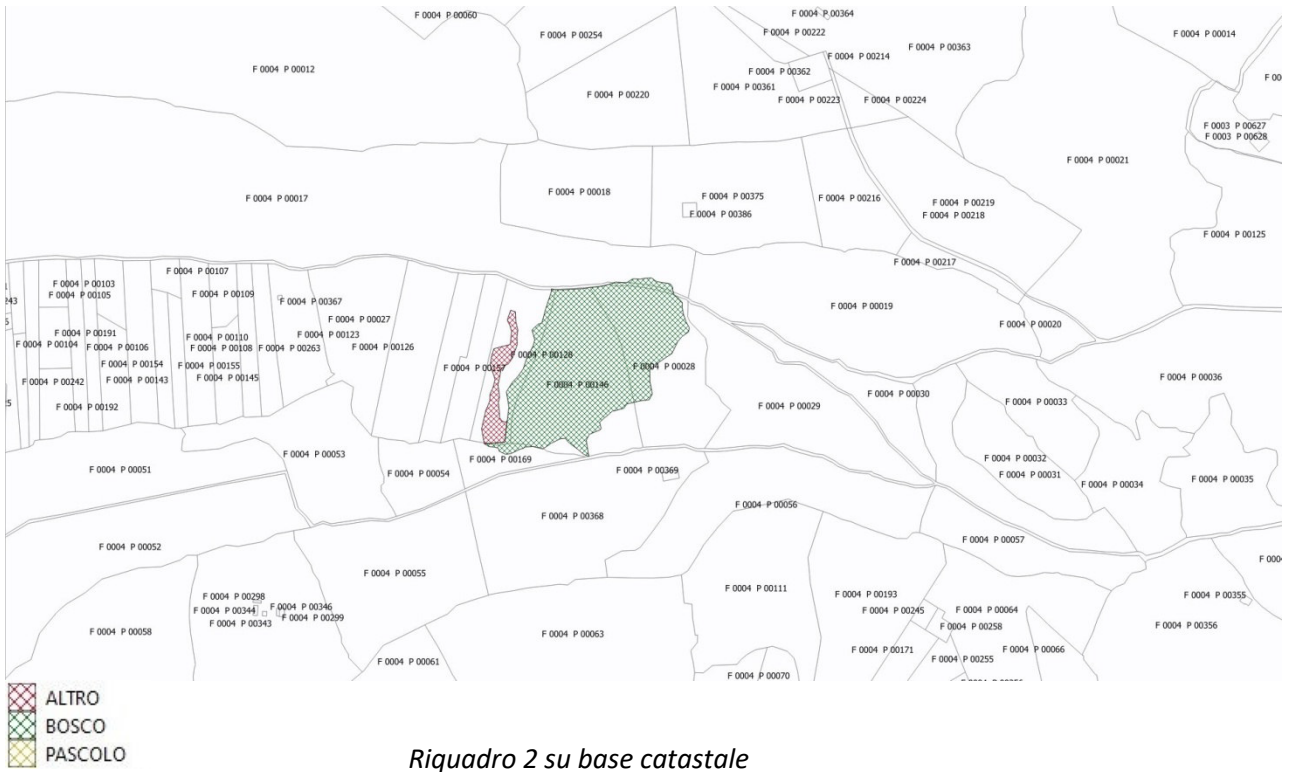 F 0004 P 00060
F 0004 P 00364
F 0004 P 00254
F 0004 P 00222
F 0004 P 00014
F 0004 P 00363
F 0004 P 00214
F 0004 P 00012
F 0004 P 00362
F 0004 P 00361
F 0004 P 00220
F 0004 P 00223
F 0004 P 00224
F 0003 P 00627
F 0003 P 00628
F 0004 P 00021
F 0004 P 00018
F 0004 P 00375
F 0004 P 00017
F 0004 P 00216
F 0004 P 00219
F 0004 P 00386
F 0004 P 00218
F 0004 P 00125
F 0004 P 00217
F 0004 P 00107
F 0004 P 00103
F 0004 P 00105
F 0004 P 00109
F 0004 P 00367
F 0004 P 00019
F 0004 P 00027
F 0004 P 00020
F 0004 P 00191
F 0004 P 00123
F 0004 P 00110
F 0004 P 00104
F 0004 P 00106
F 0004 P 00108
F 0004 P 00263
F 0004 P 00126
F 0004 P 00128
F 0004 P 00154
F 0004 P 00155
F 0004 P 00157
F 0004 P 00028
F 0004 P 00242
F 0004 P 00143
F 0004 P 00145
F 0004 P 00146
F 0004 P 00036
F 0004 P 00030
F 0004 P 00033
F 0004 P 00192
F 0004 P 00029
F 0004 P 00053
F 0004 P 00169
F 0004 P 00032
F 0004 P 00051
F 0004 P 00054
F 0004 P 00369
F 0004 P 00031
F 0004 P 00034
F 0004 P 00035
F 0004 P 00056
F 0004 P 00368
F 0004 P 00057
F 0004 P 00052
F 0004 P 00055
F 0004 P 00111
F 0004 P 00193
F 0004 P 00298
F 0004 P 00355
F 0004 P 00344
F 0004 P 00346
F 0004 P 00245
F 0004 P 00064
F 0004 P 00343
F 0004 P 00299
F 0004 P 00258
F 0004 P 00356
F 0004 P 00058
F 0004 P 00063
F 0004 P 00171
F 0004 P 00066
F 0004 P 00061
F 0004 P 00255
F 0004 P 00070
ALTRO
BOSCO
PASCOLO
Riquadro 2 su base catastale